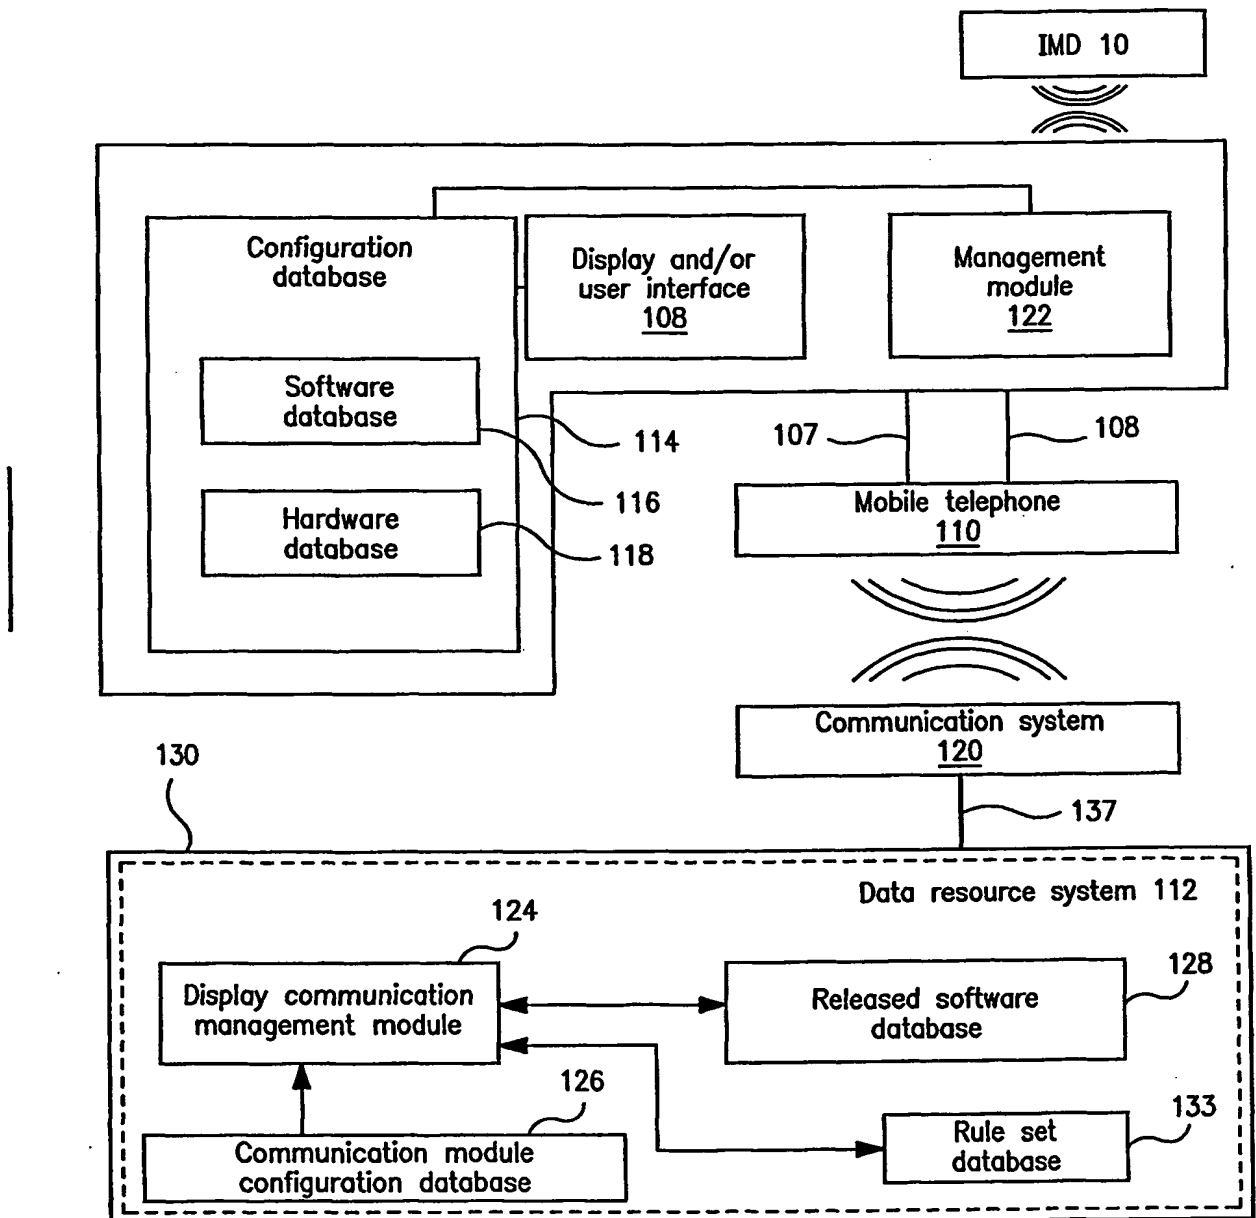 IMD 10
Configuration
database
Display and/or
user interface
108
Management
module
122
Software
database
114
107
108
116
Mobile telephone
110
Hardware
database
118
Communication system
120
130
137
Data resource system 112
124
Display communication
management module
Released software
database
128
126
Communication module
configuration database
Rule set
database
133